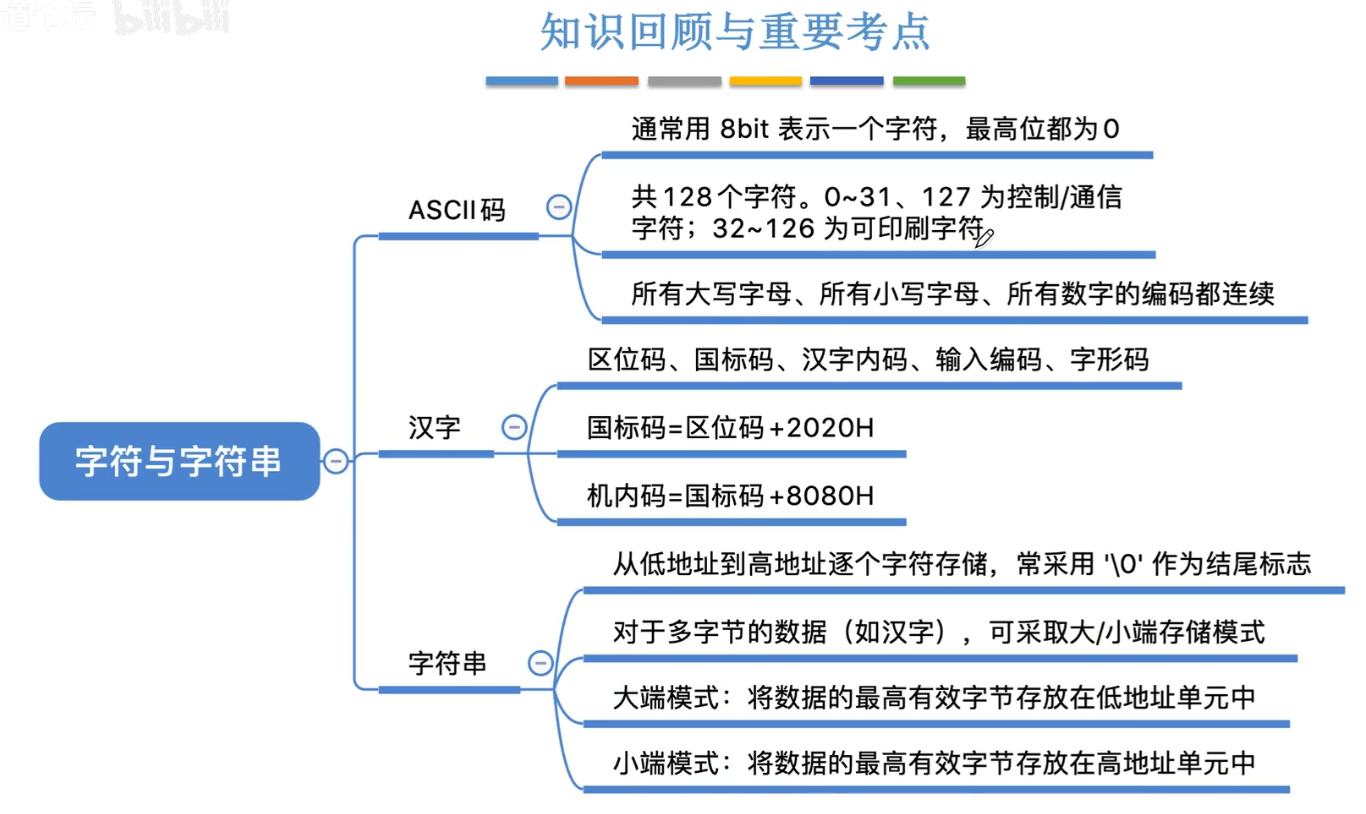 bilibili
知识回顾与重要考点
通常用 8bit 表示一个字符，最高位都为0
共128个字符。0~31、127 为控制/通信
字符；32~126 为可印刷字符
ASCII码
所有大写字母、所有小写字母、所有数字的编码都连续
区位码、国标码、汉字内码、输入编码、字形码
汉字
国标码=区位码+2020H
机内码=国标码+8080H
字符与字符串
从低地址到高地址逐个字符存储，常采用 '\0' 作为结尾标志
对于多字节的数据（如汉字），可采取大/小端存储模式
字符串
大端模式：将数据的最高有效字节存放在低地址单元中
小端模式：将数据的最高有效字节存放在高地址单元中